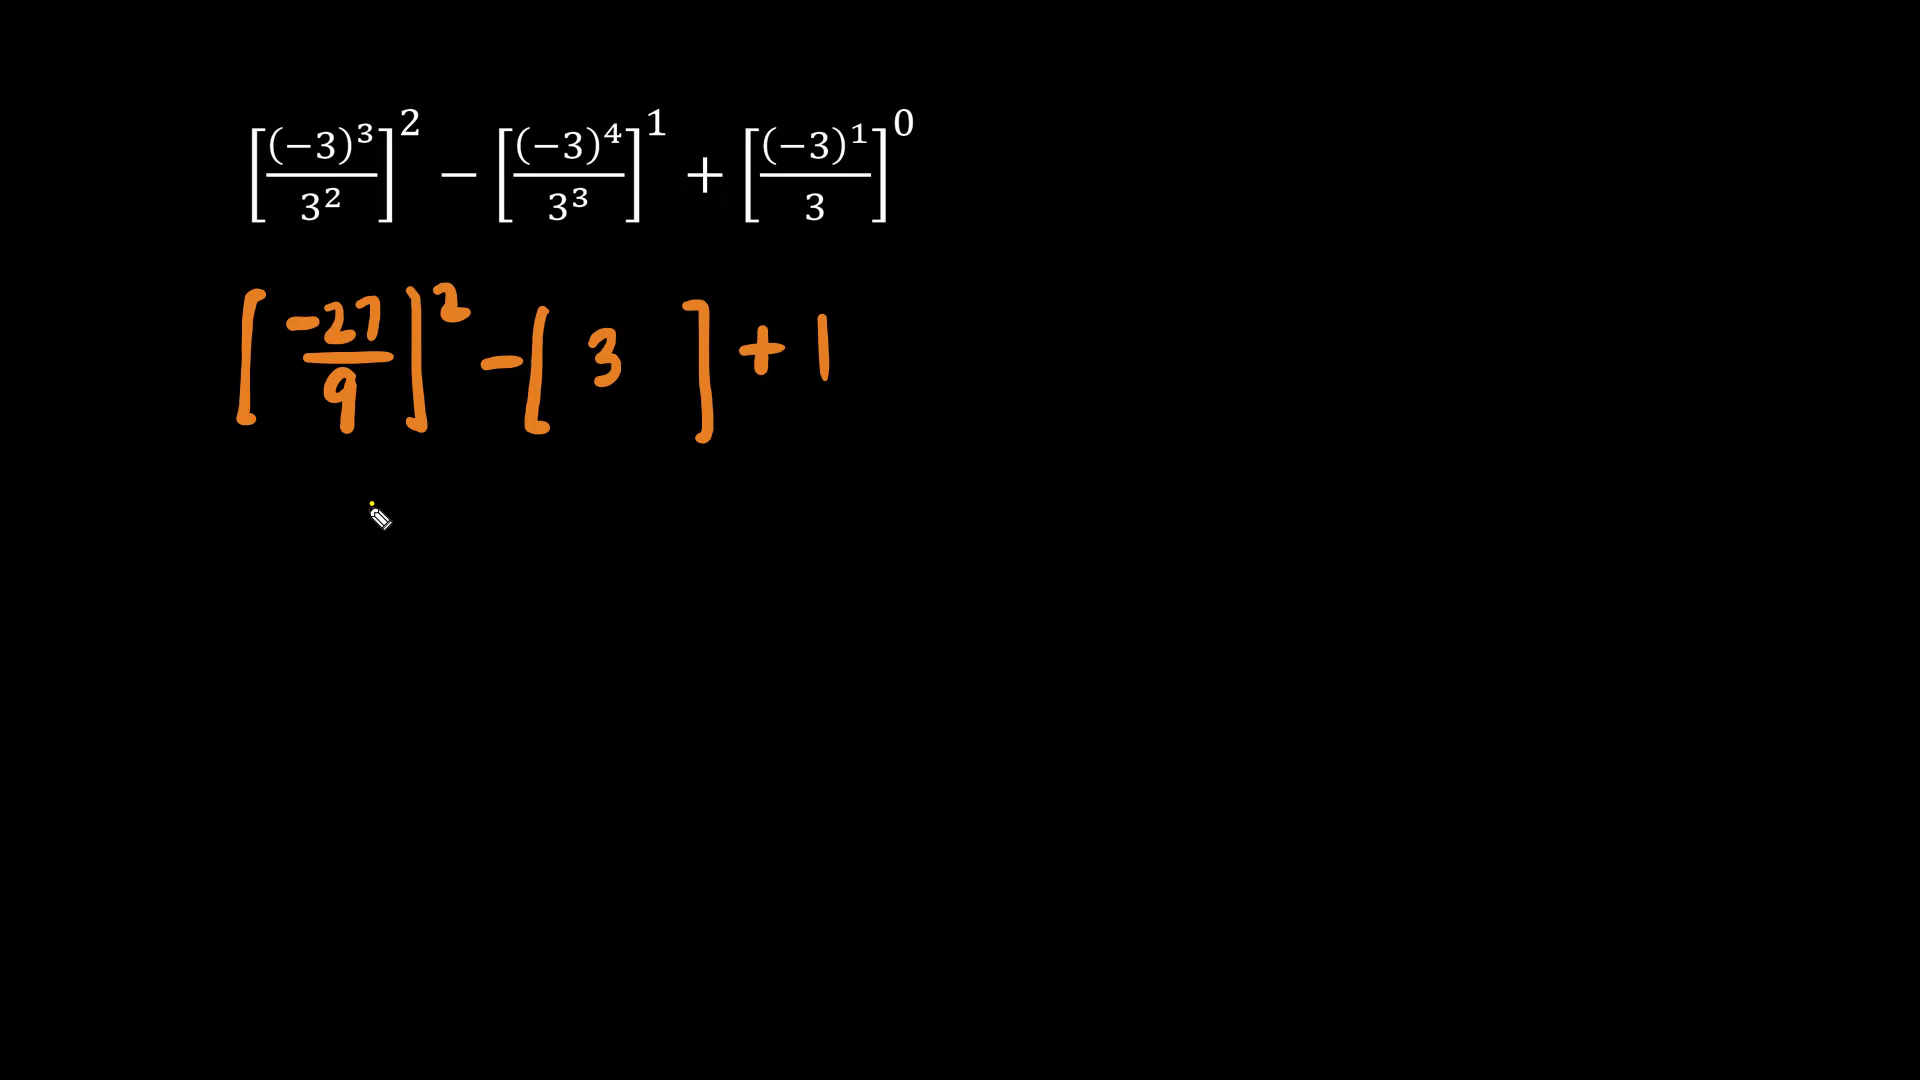 [(−3)³/3²]² − [(−3)⁴/3³]¹ + [(−3)¹/3]⁰
[-27/9]² - [3] + 1